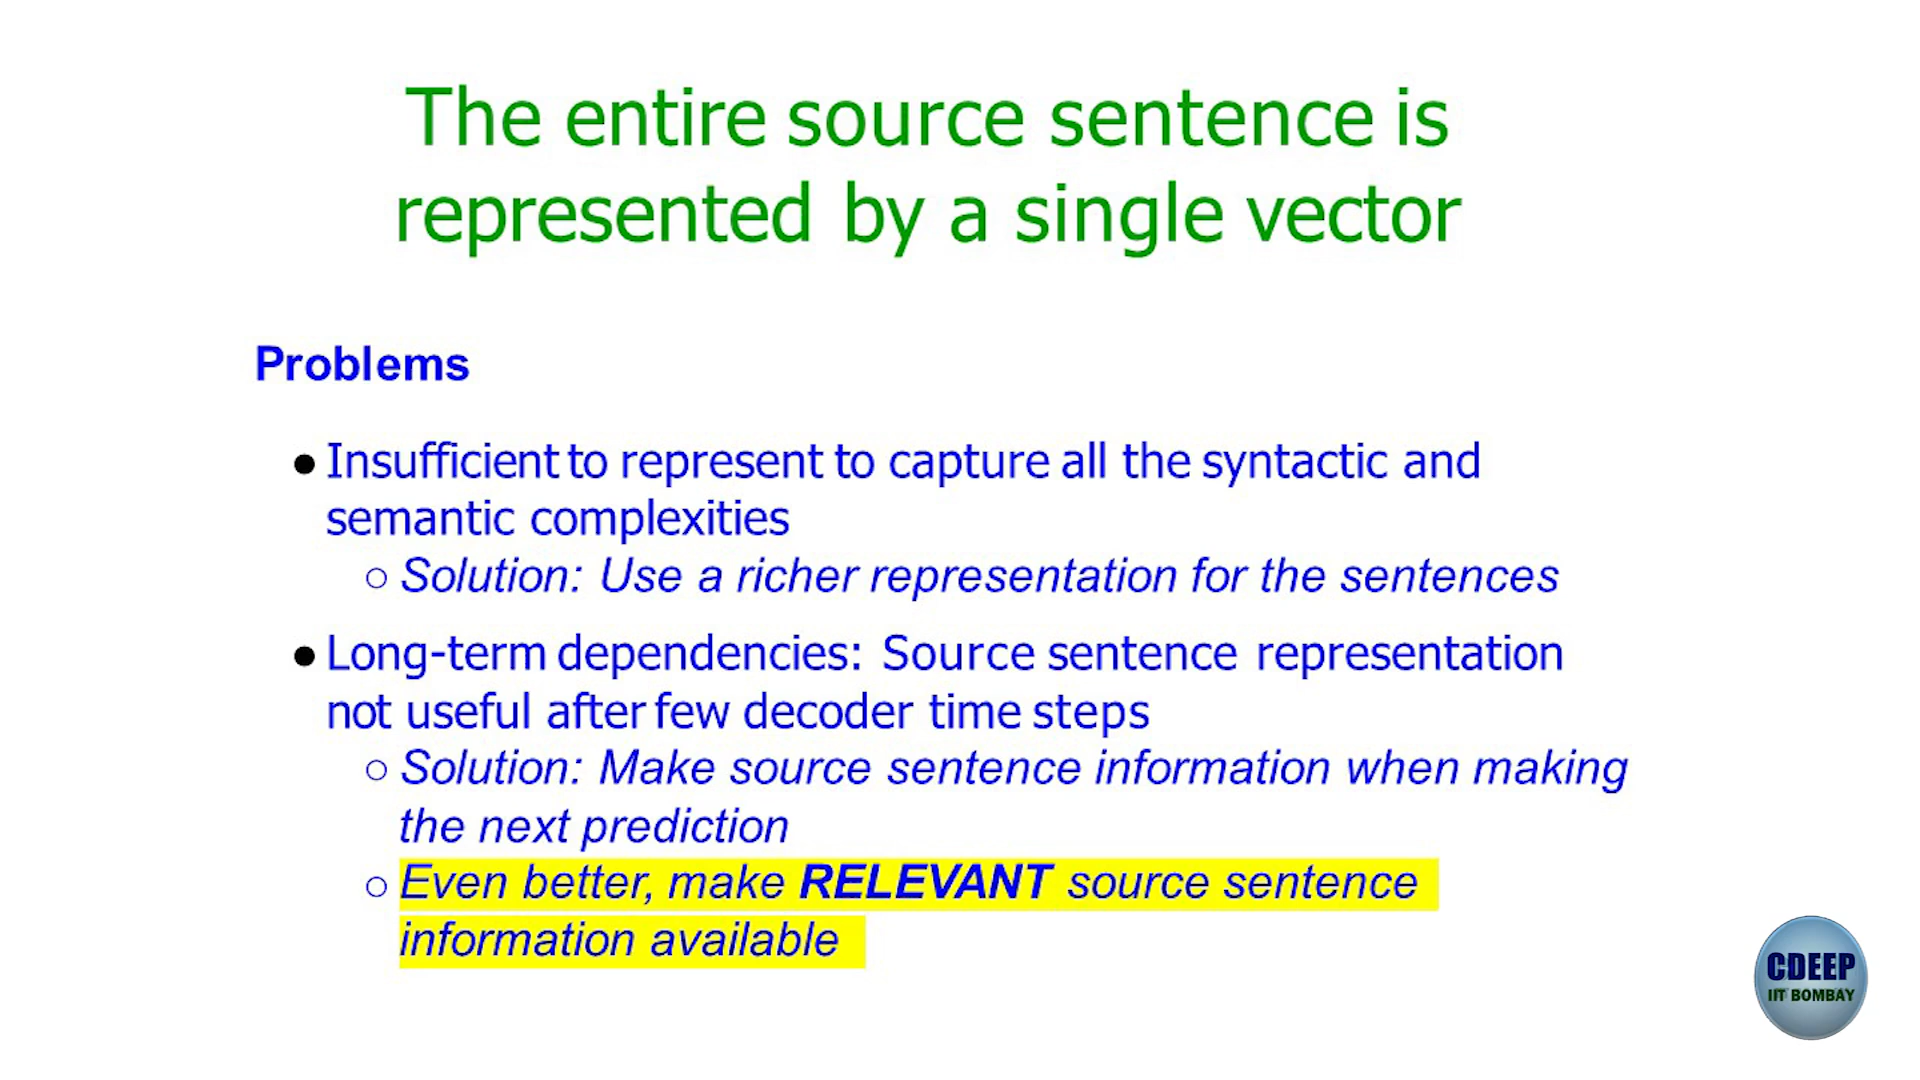 The entire source sentence is
represented by a single vector
Problems
● Insufficient to represent to capture all the syntactic and
semantic complexities
○ Solution: Use a richer representation for the sentences
● Long-term dependencies: Source sentence representation
not useful after few decoder time steps
○ Solution: Make source sentence information when making
the next prediction
○ Even better, make RELEVANT source sentence
information available
CDEEP
IIT BOMBAY